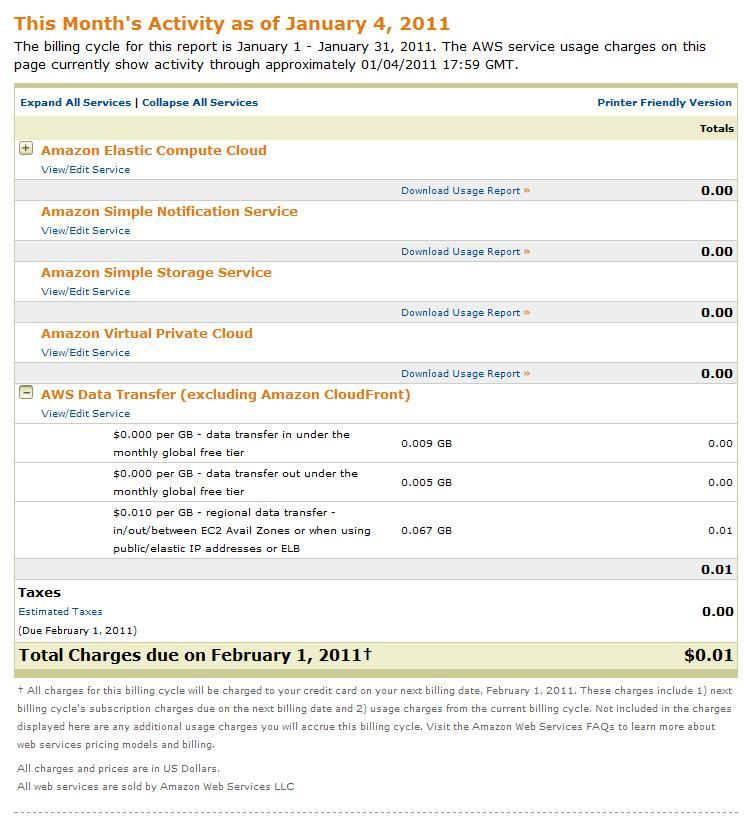 This Month's Activity as of January 4, 2011
The billing cycle for this report is January 1 - January 31, 2011. The AWS service usage charges on this
page currently show activity through approximately 01/04/2011 17:59 GMT.
Expand All Services | Collapse All Services Printer Friendly Version
Totals
+ Amazon Elastic Compute Cloud
View/Edit Service
Download Usage Report » 0.00
Amazon Simple Notification Service
View/Edit Service
Download Usage Report » 0.00
Amazon Simple Storage Service
View/Edit Service
Download Usage Report » 0.00
Amazon Virtual Private Cloud
View/Edit Service
Download Usage Report » 0.00
− AWS Data Transfer (excluding Amazon CloudFront)
View/Edit Service
$0.000 per GB - data transfer in under the
monthly global free tier 0.009 GB 0.00
$0.000 per GB - data transfer out under the
monthly global free tier 0.005 GB 0.00
$0.010 per GB - regional data transfer -
in/out/between EC2 Avail Zones or when using 0.067 GB 0.01
public/elastic IP addresses or ELB
0.01
Taxes
Estimated Taxes 0.00
(Due February 1, 2011)
Total Charges due on February 1, 2011† $0.01
† All charges for this billing cycle will be charged to your credit card on your next billing date, February 1, 2011. These charges include 1) next
billing cycle's subscription charges due on the next billing date and 2) usage charges from the current billing cycle. Not included in the charges
displayed here are any additional usage charges you will accrue this billing cycle. Visit the Amazon Web Services FAQs to learn more about
web services pricing models and billing.
All charges and prices are in US Dollars.
All web services are sold by Amazon Web Services LLC